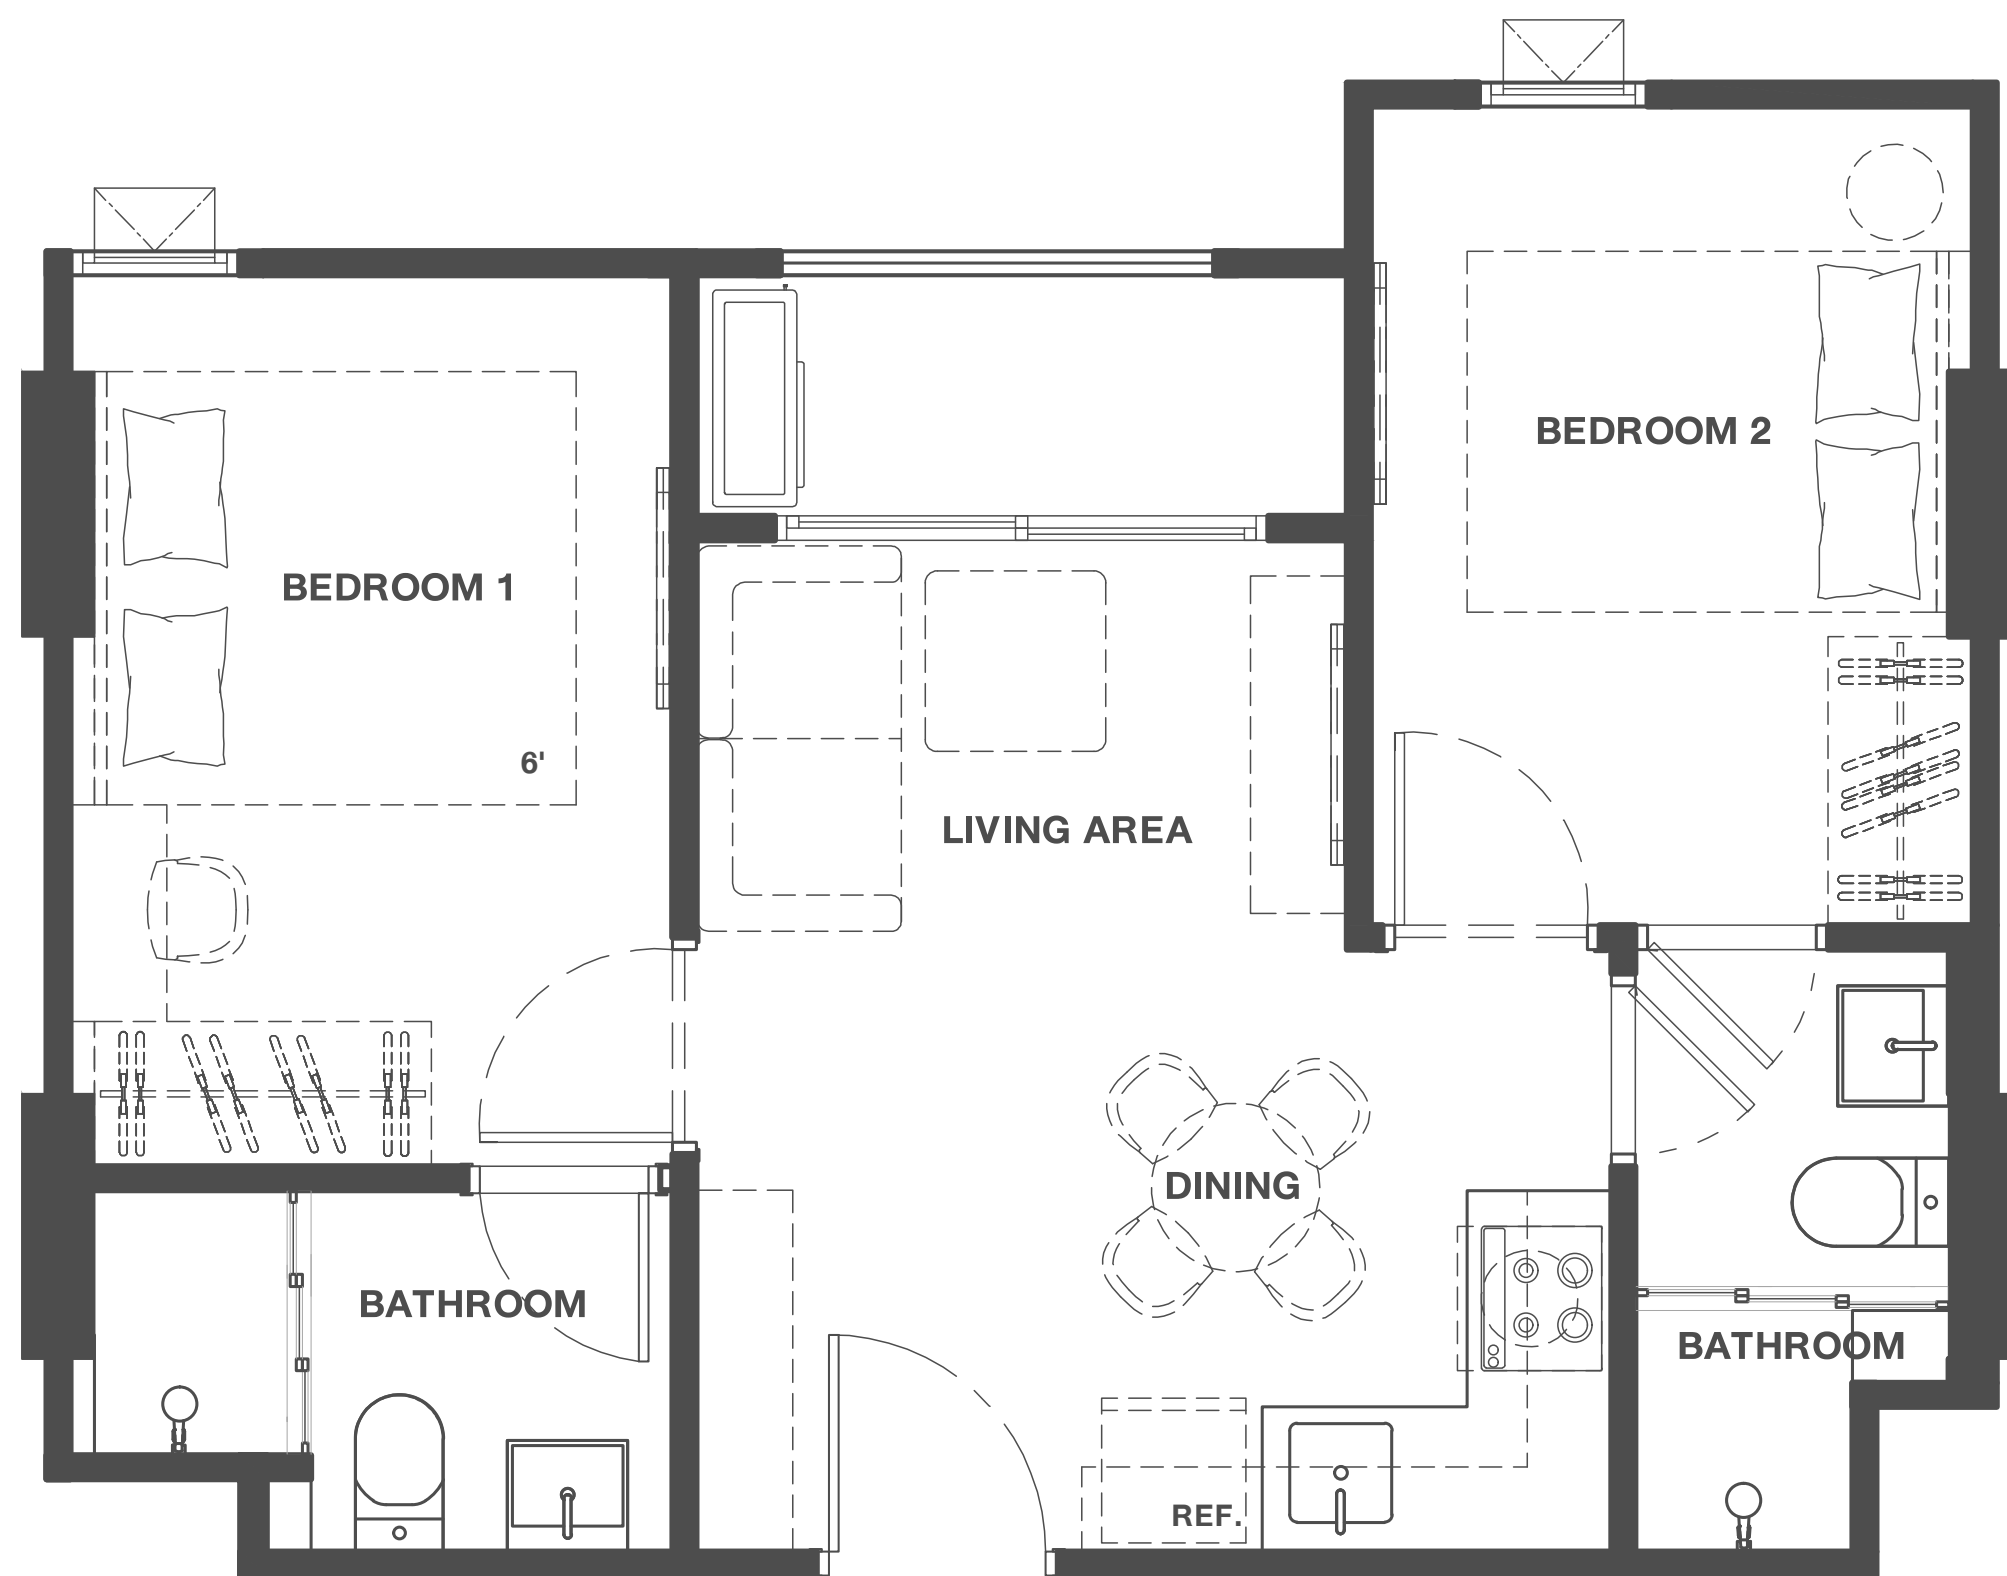 BEDROOM 2
BEDROOM 1
6'
LIVING AREA
DINING
BATHROOM
BATHROOM
REF.